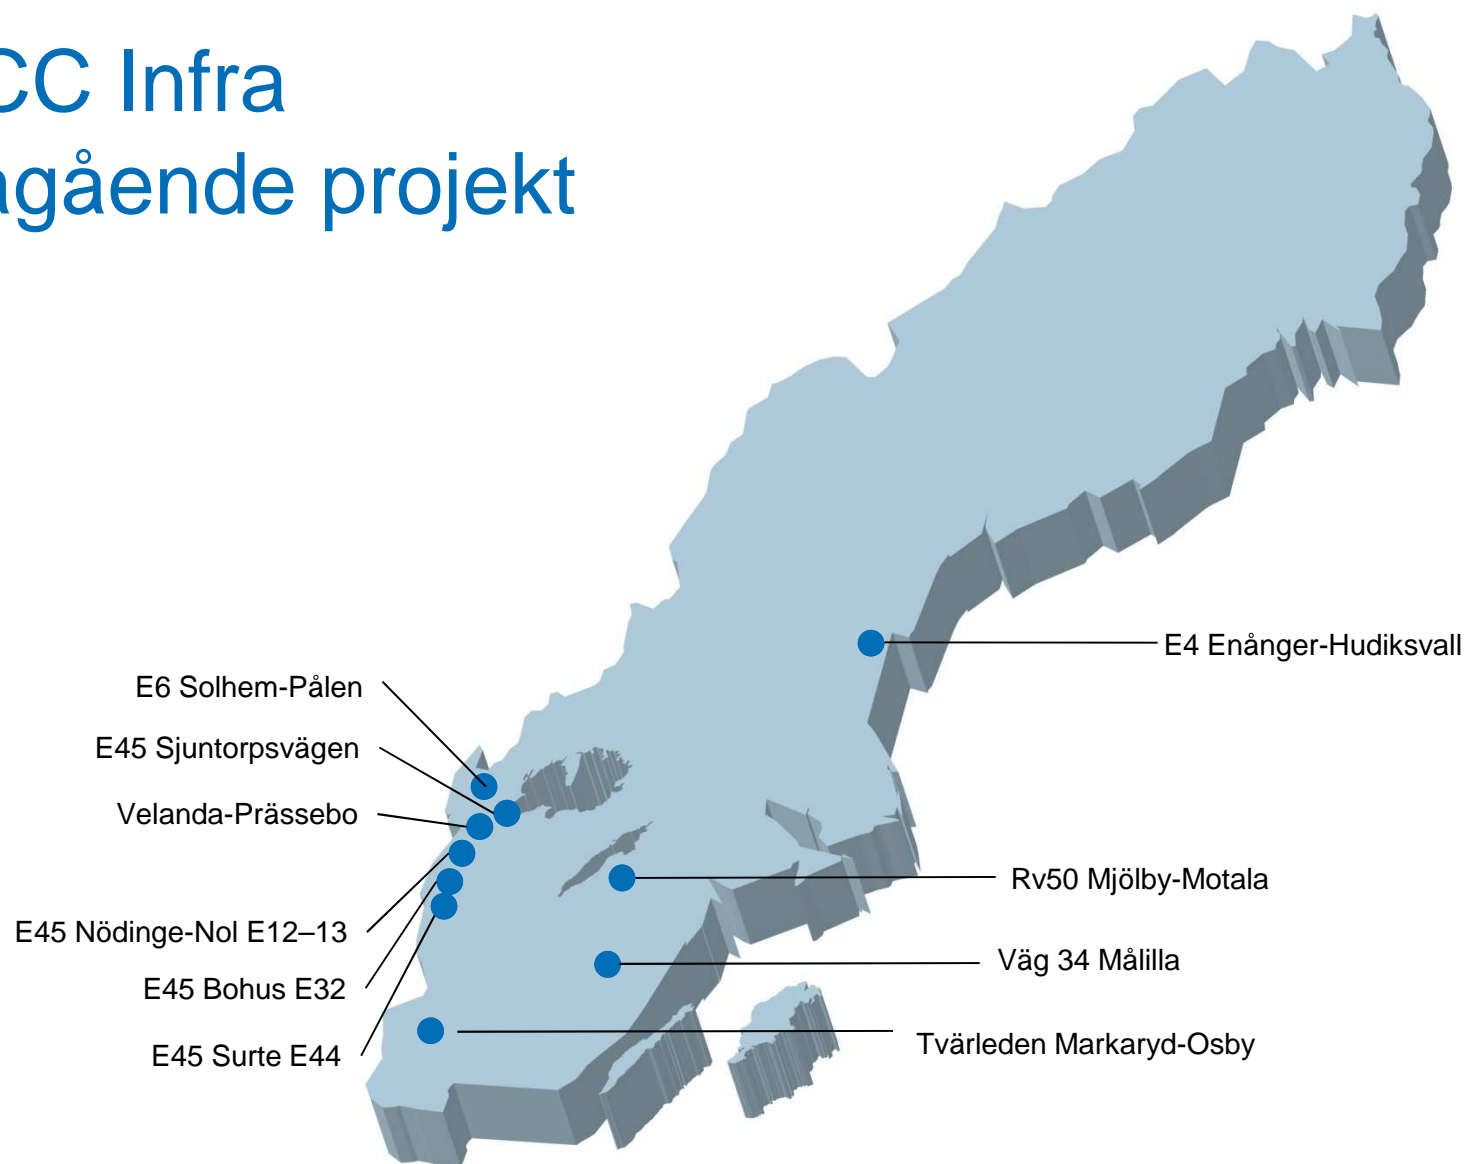 CC Infra
agående projekt
E4 Enånger-Hudiksvall
E6 Solhem-Pålen
E45 Sjuntorpsvägen
Velanda-Prässebo
Rv50 Mjölby-Motala
E45 Nödinge-Nol E12–13
Väg 34 Målilla
E45 Bohus E32
Tvärleden Markaryd-Osby
E45 Surte E44